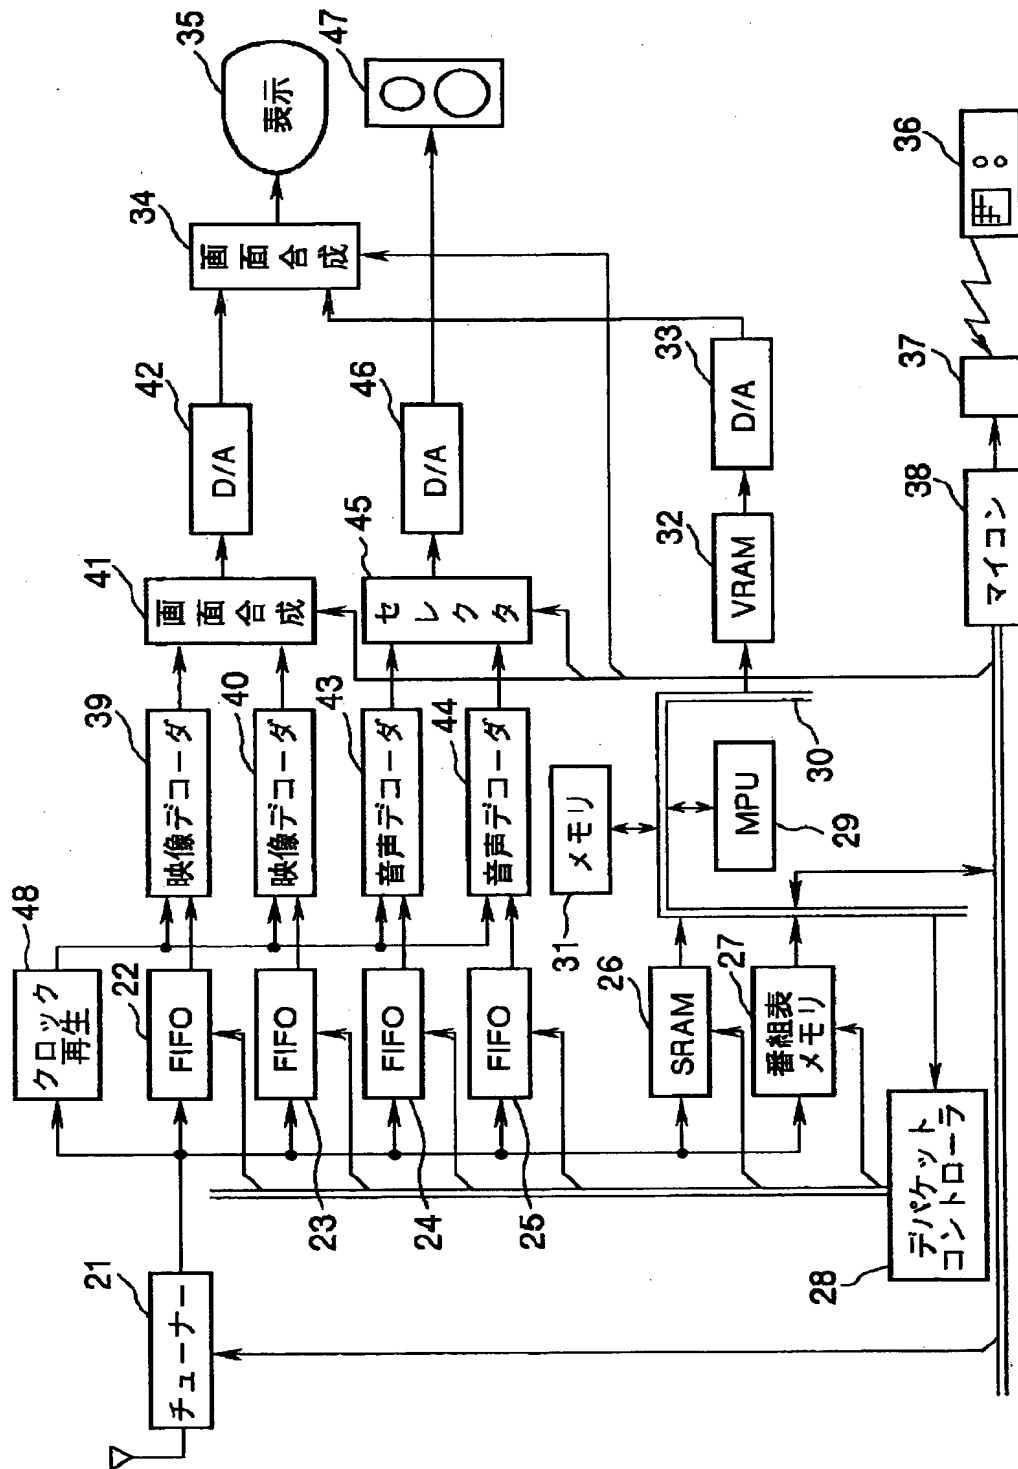 チューナー
21
クロック
再生
48
FIFO
22
FIFO
23
FIFO
24
FIFO
25
SRAM
26
番組表
メモリ
27
デパケット
コントローラ
28
映像デコーダ
39
映像デコーダ
40
音声デコーダ
43
音声デコーダ
44
メモリ
31
MPU
29
30
画面合成
41
セレクタ
45
D/A
42
D/A
46
VRAM
32
D/A
33
画面合成
34
表示
35
47
マイコン
38
37
36